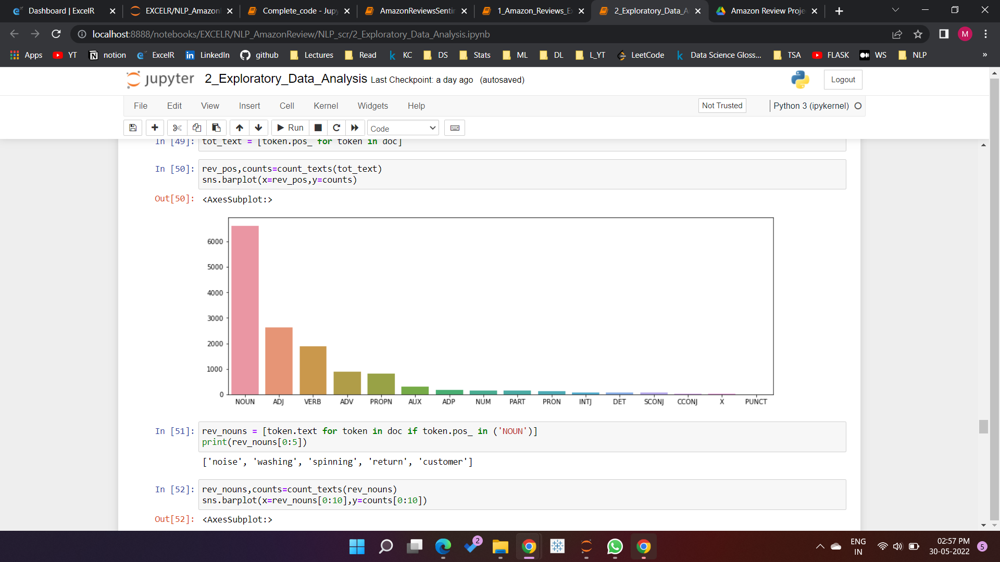 Dashboard | ExcelR
EXCELR/NLP_Amazon
Complete_code - Jup
AmazonReviewsSentin
1_Amazon_Reviews_E
2_Exploratory_Data_A
Amazon Review Proje
localhost:8888/notebooks/EXCELR/NLP_AmazonReview/NLP_scr/2_Exploratory_Data_Analysis.ipynb
M
Apps YT notion ExcelR LinkedIn github Lectures Read KC DS Stats ML DL L_YT LeetCode Data Science Gloss... TSA FLASK WS NLP »
jupyter 2_Exploratory_Data_Analysis Last Checkpoint: a day ago (autosaved)
Logout
File Edit View Insert Cell Kernel Widgets Help
Not Trusted
Python 3 (ipykernel)
Run
Code
In [49]: tot_text = [token.pos_ for token in doc]
In [50]: rev_pos,counts=count_texts(tot_text)
sns.barplot(x=rev_pos,y=counts)
Out[50]: <AxesSubplot:>
6000
5000
4000
3000
2000
1000
0
NOUN ADJ VERB ADV PROPN AUX ADP NUM PART PRON INTJ DET SCONJ CCONJ X PUNCT
In [51]: rev_nouns = [token.text for token in doc if token.pos_ in ('NOUN')]
print(rev_nouns[0:5])
['noise', 'washing', 'spinning', 'return', 'customer']
In [52]: rev_nouns,counts=count_texts(rev_nouns)
sns.barplot(x=rev_nouns[0:10],y=counts[0:10])
Out[52]: <AxesSubplot:>
2
ENG
IN
02:57 PM
30-05-2022
5